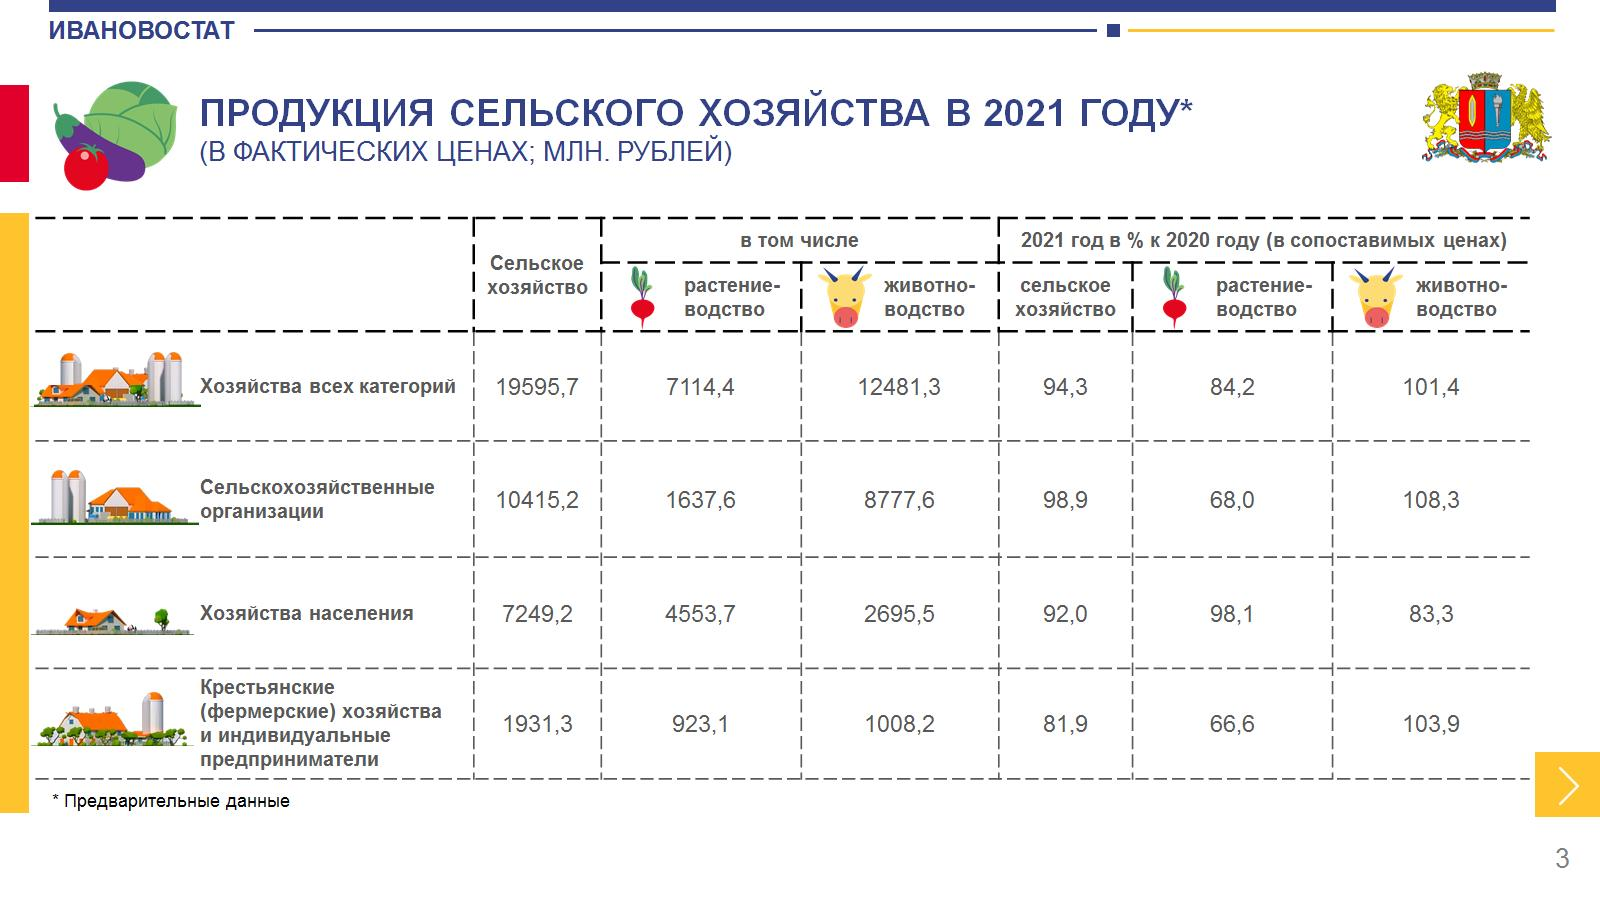 ИВАНОВОСТАТ
ПРОДУКЦИЯ СЕЛЬСКОГО ХОЗЯЙСТВА В 2021 ГОДУ*
(В ФАКТИЧЕСКИХ ЦЕНАХ; МЛН. РУБЛЕЙ)
Сельское
хозяйство
в том числе
2021 год в % к 2020 году (в сопоставимых ценах)
растение-
водство
животно-
водство
сельское
хозяйство
растение-
водство
животно-
водство
Хозяйства всех категорий 19595,7 7114,4 12481,3 94,3 84,2 101,4
Сельскохозяйственные
организации 10415,2 1637,6 8777,6 98,9 68,0 108,3
Хозяйства населения 7249,2 4553,7 2695,5 92,0 98,1 83,3
Крестьянские
(фермерские) хозяйства
и индивидуальные
предприниматели 1931,3 923,1 1008,2 81,9 66,6 103,9
* Предварительные данные
3